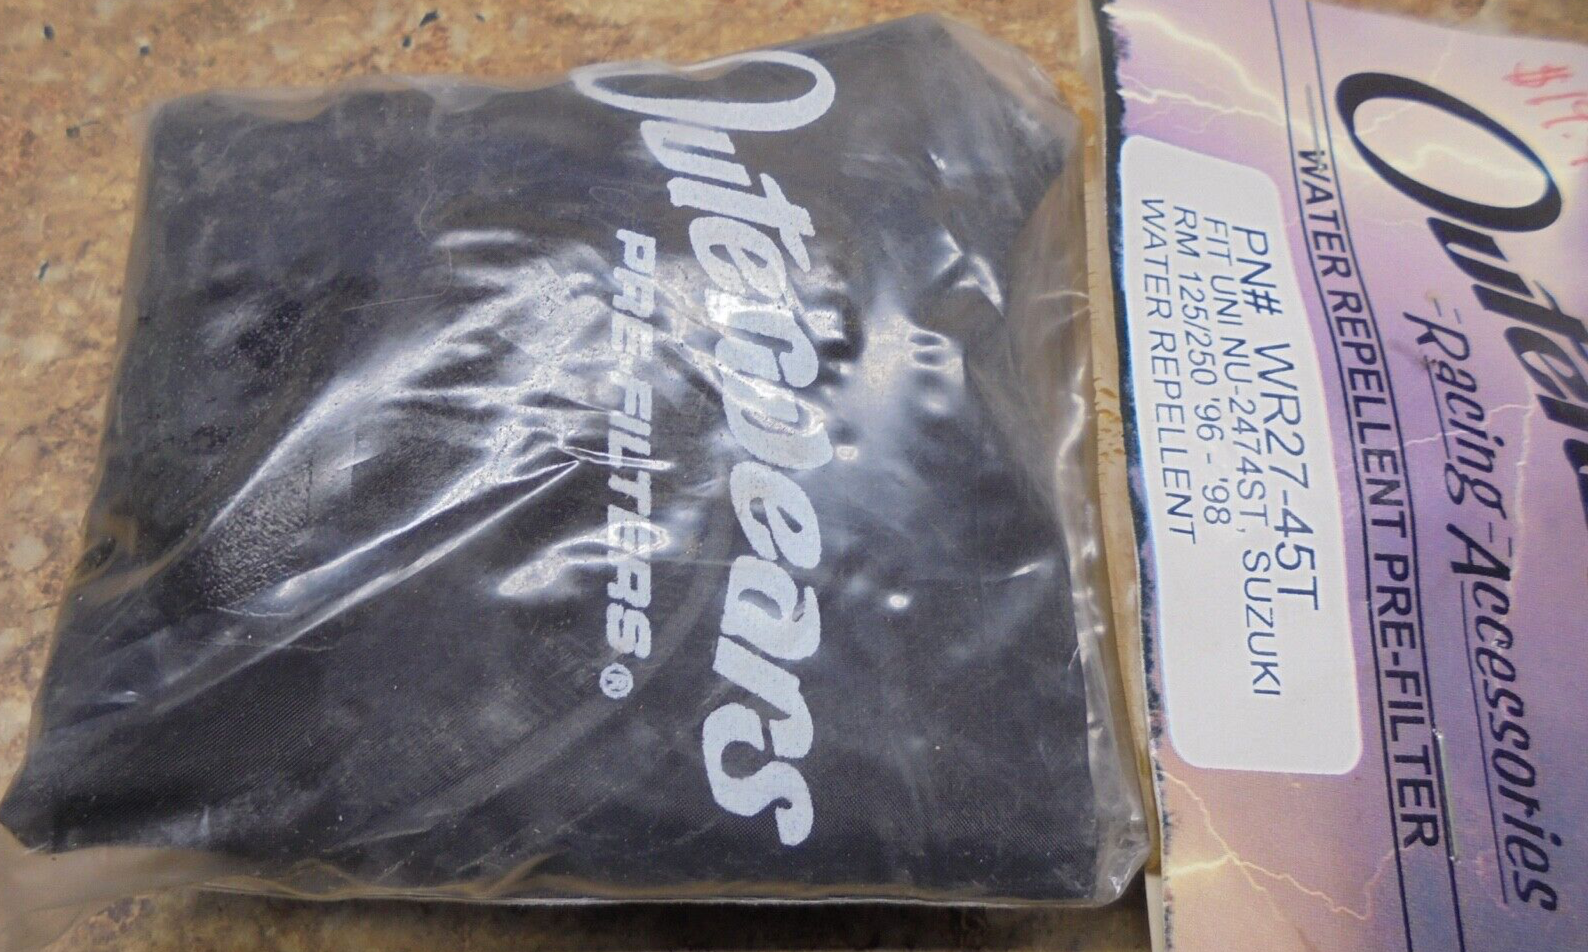 Outerwears
PRE-FILTERS®
Racing Accessories
WATER REPELLENT PRE-FILTER
PN# WR27-45T
FIT UNI NU-2474ST, SUZUKI
RM 125/250 '96 - '98
WATER REPELLENT